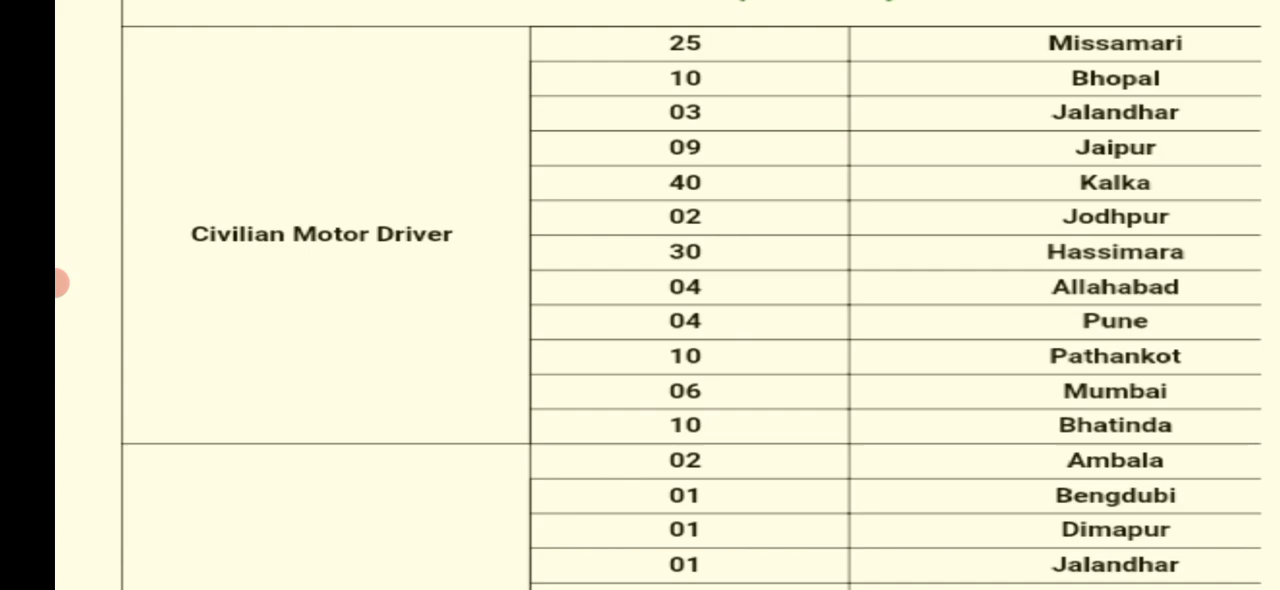 25 Missamari
10 Bhopal
03 Jalandhar
09 Jaipur
40 Kalka
02 Jodhpur
Civilian Motor Driver
30 Hassimara
04 Allahabad
04 Pune
10 Pathankot
06 Mumbai
10 Bhatinda
02 Ambala
01 Bengdubi
01 Dimapur
01 Jalandhar